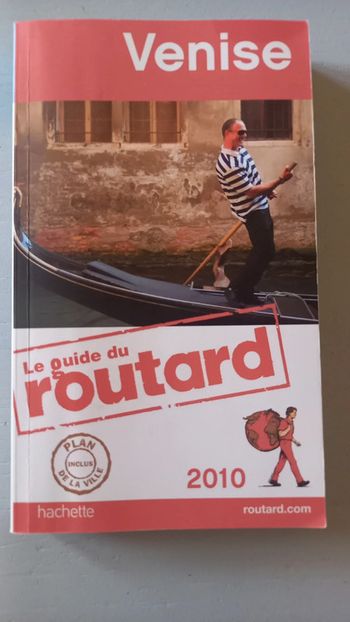 Venise
Le guide du
routard
PLAN
INCLUS
DE LA VILLE
2010
hachette
routard.com